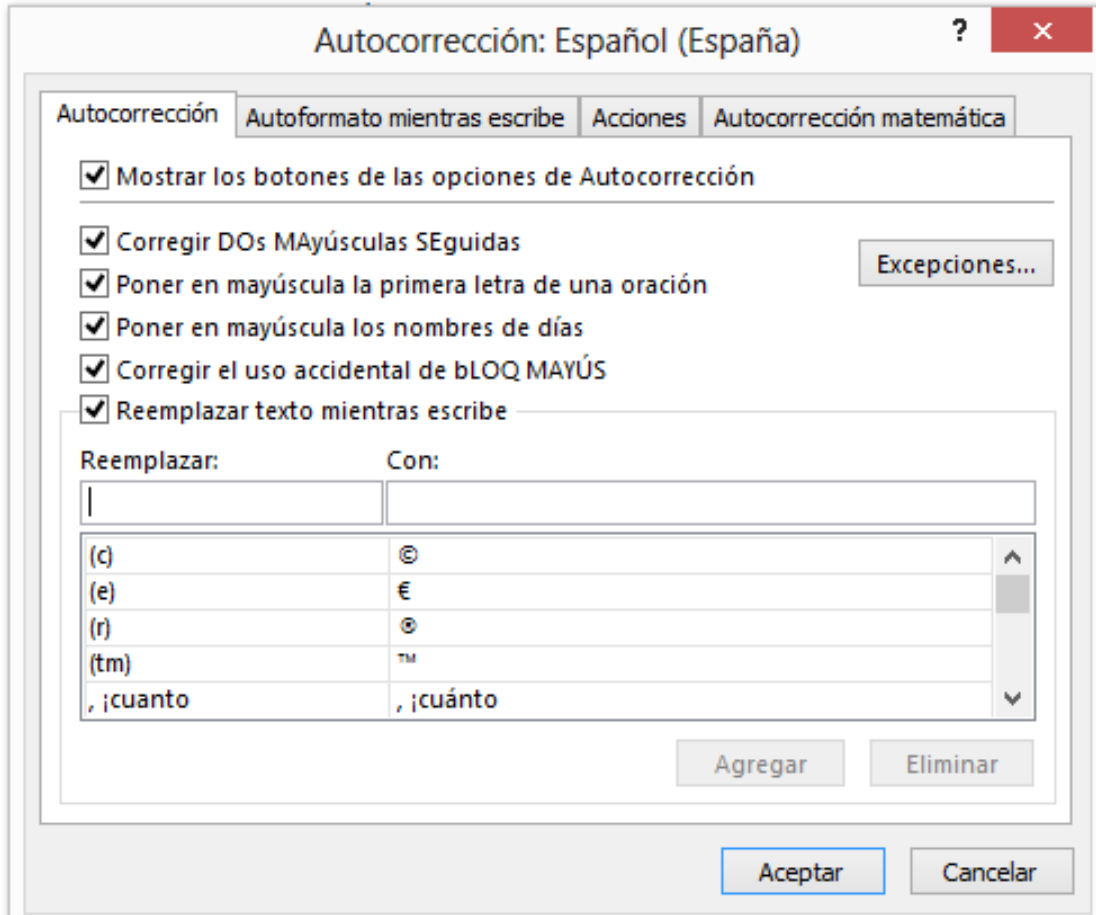 Autocorrección: Español (España)
? ×
Autocorrección Autoformato mientras escribe Acciones Autocorrección matemática
Mostrar los botones de las opciones de Autocorrección
Corregir DOs MAyúsculas SEguidas
Excepciones...
Poner en mayúscula la primera letra de una oración
Poner en mayúscula los nombres de días
Corregir el uso accidental de bLOQ MAYÚS
Reemplazar texto mientras escribe
Reemplazar: Con:
(c) ©
(e) €
(r) ®
(tm) ™
, ¡cuanto , ¡cuánto
Agregar Eliminar
Aceptar Cancelar